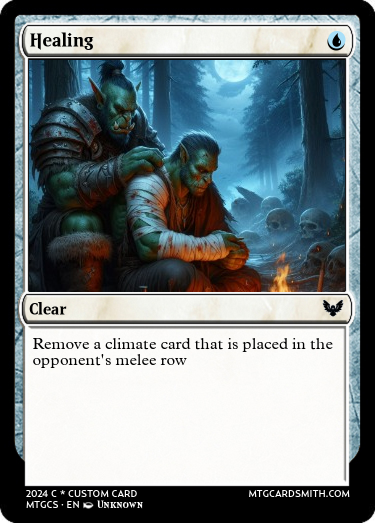 Healing
Clear
Remove a climate card that is placed in the
opponent's melee row
2024 C * CUSTOM CARD
MTGCS · EN Unknown
MTGCARDSMITH.COM